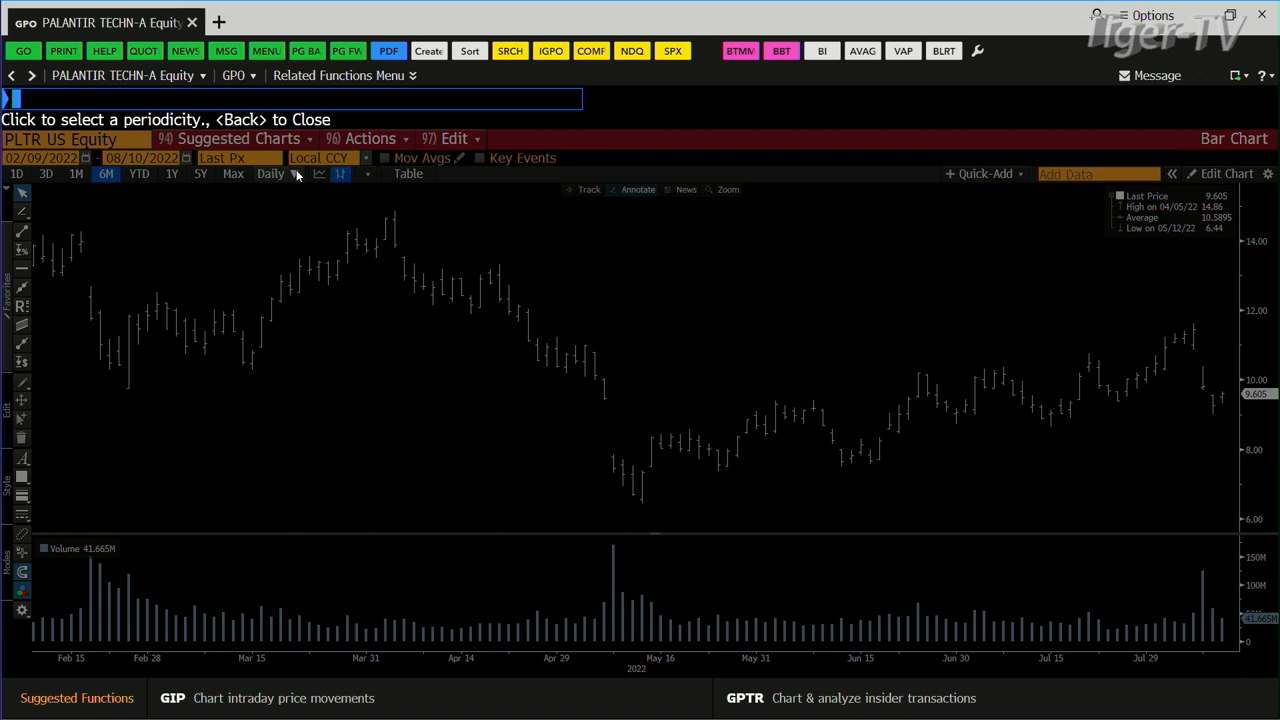 GPO PALANTIR TECHN-A Equity × +
Options
Tiger-TV
GO PRINT HELP QUOT NEWS MSG MENU PG BA PG FW PDF Create Sort SRCH IGPO COMF NDQ SPX BTMM BBT BI AVAG VAP BLRT
PALANTIR TECHN-A Equity GPO Related Functions Menu
Message ?
Click to select a periodicity., <Back> to Close
PLTR US Equity 94) Suggested Charts 96) Actions 97) Edit Bar Chart
02/09/2022 - 08/10/2022 Last Px Local CCY Mov Avgs Key Events
1D 3D 1M 6M YTD 1Y 5Y Max Daily Table + Quick-Add Add Data Edit Chart
Track Annotate News Zoom
Last Price 9.605
High on 04/05/22 14.86
Average 10.5895
Low on 05/12/22 6.44
Favorites
Edit
Style
Modes
14.00
12.00
10.00
9.605
8.00
6.00
Volume 41.665M
150M
100M
41.665M
0
Feb 15 Feb 28 Mar 15 Mar 31 Apr 14 Apr 29 May 16 May 31 Jun 15 Jun 30 Jul 15 Jul 29
2022
Suggested Functions GIP Chart intraday price movements GPTR Chart & analyze insider transactions